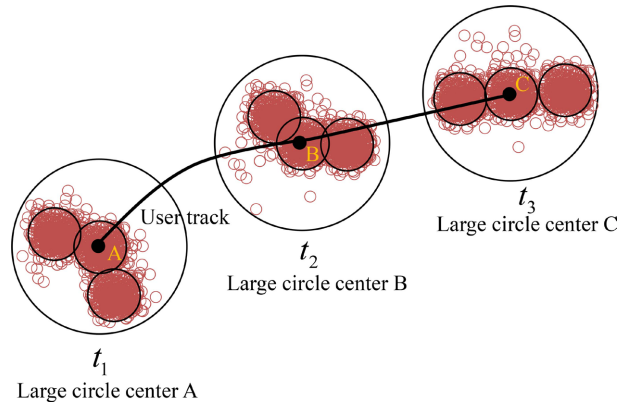 C
B
t3
Large circle center C
User track
A
t2
Large circle center B
t1
Large circle center A